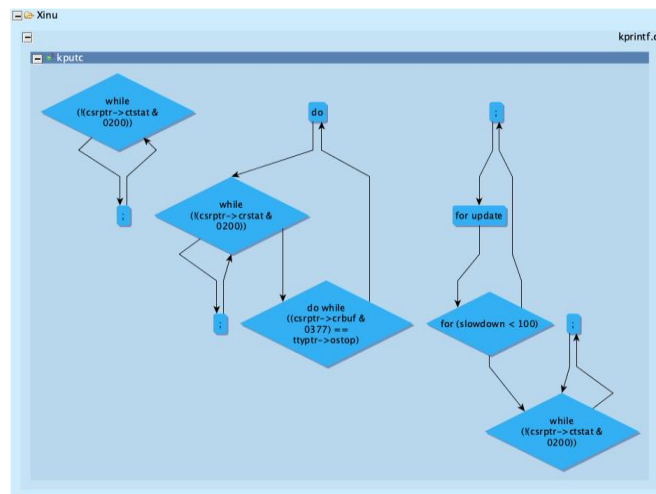 Xinu
kprintf.c
kputc
while
(!(csrptr->ctstat &
0200))
;
do
while
(!(csrptr->crstat &
0200))
;
do while
((csrptr->crbuf &
0377) ==
ttyptr->ostop)
;
for update
for (slowdown < 100)
;
while
(!(csrptr->ctstat &
0200))